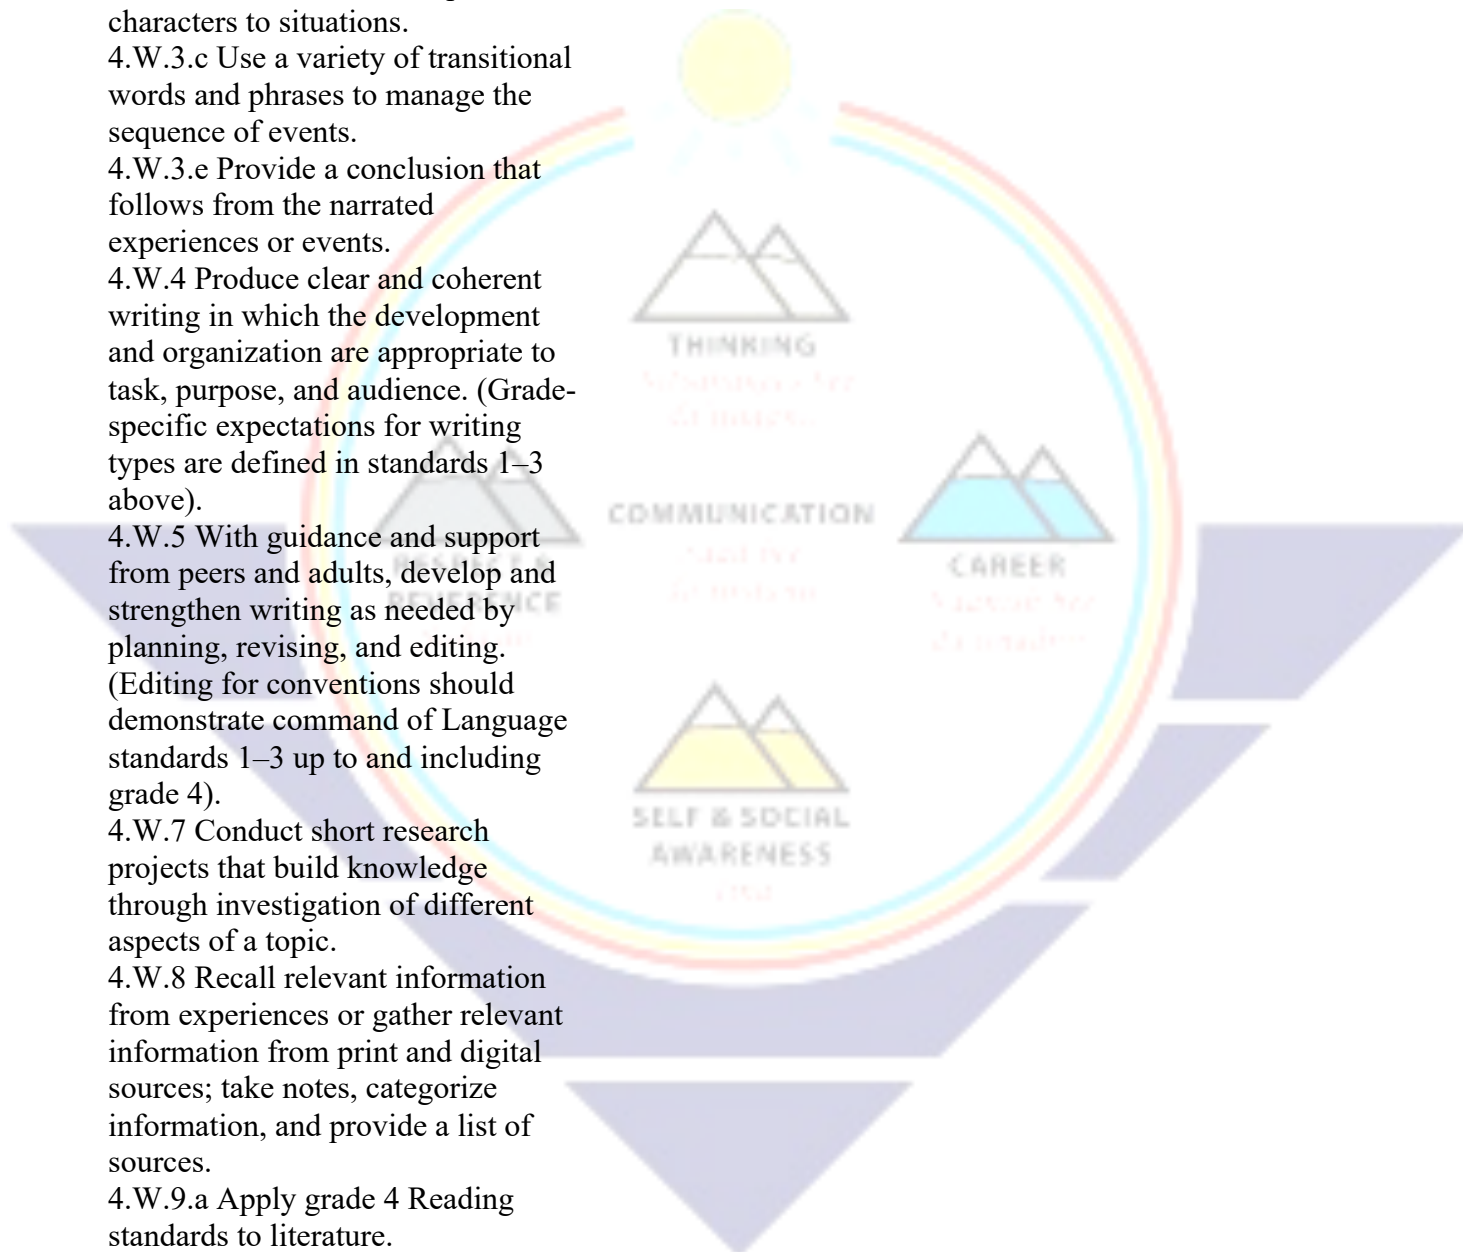 characters to situations.
4.W.3.c Use a variety of transitional
words and phrases to manage the
sequence of events.
4.W.3.e Provide a conclusion that
follows from the narrated
experiences or events.
4.W.4 Produce clear and coherent
writing in which the development
and organization are appropriate to
task, purpose, and audience. (Grade-
specific expectations for writing
types are defined in standards 1–3
above).
4.W.5 With guidance and support
from peers and adults, develop and
strengthen writing as needed by
planning, revising, and editing.
(Editing for conventions should
demonstrate command of Language
standards 1–3 up to and including
grade 4).
4.W.7 Conduct short research
projects that build knowledge
through investigation of different
aspects of a topic.
4.W.8 Recall relevant information
from experiences or gather relevant
information from print and digital
sources; take notes, categorize
information, and provide a list of
sources.
4.W.9.a Apply grade 4 Reading
standards to literature.
THINKING
COMMUNICATION
RESPECT &
REVERENCE
CAREER
SELF & SOCIAL
AWARENESS